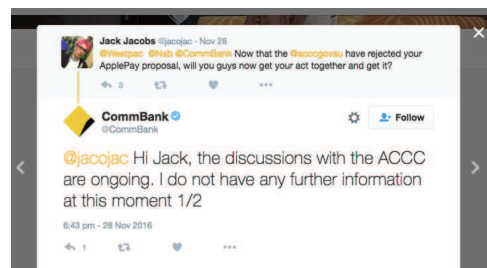 Jack Jacobs @jacojac - Nov 28
@Westpac @Nab @CommBank Now that the @acccgovau have rejected your
ApplePay proposal, will you guys now get your act together and get it?
3
CommBank
@CommBank
Follow
@jacojac Hi Jack, the discussions with the ACCC
are ongoing. I do not have any further information
at this moment 1/2
6:43 pm - 28 Nov 2016
1